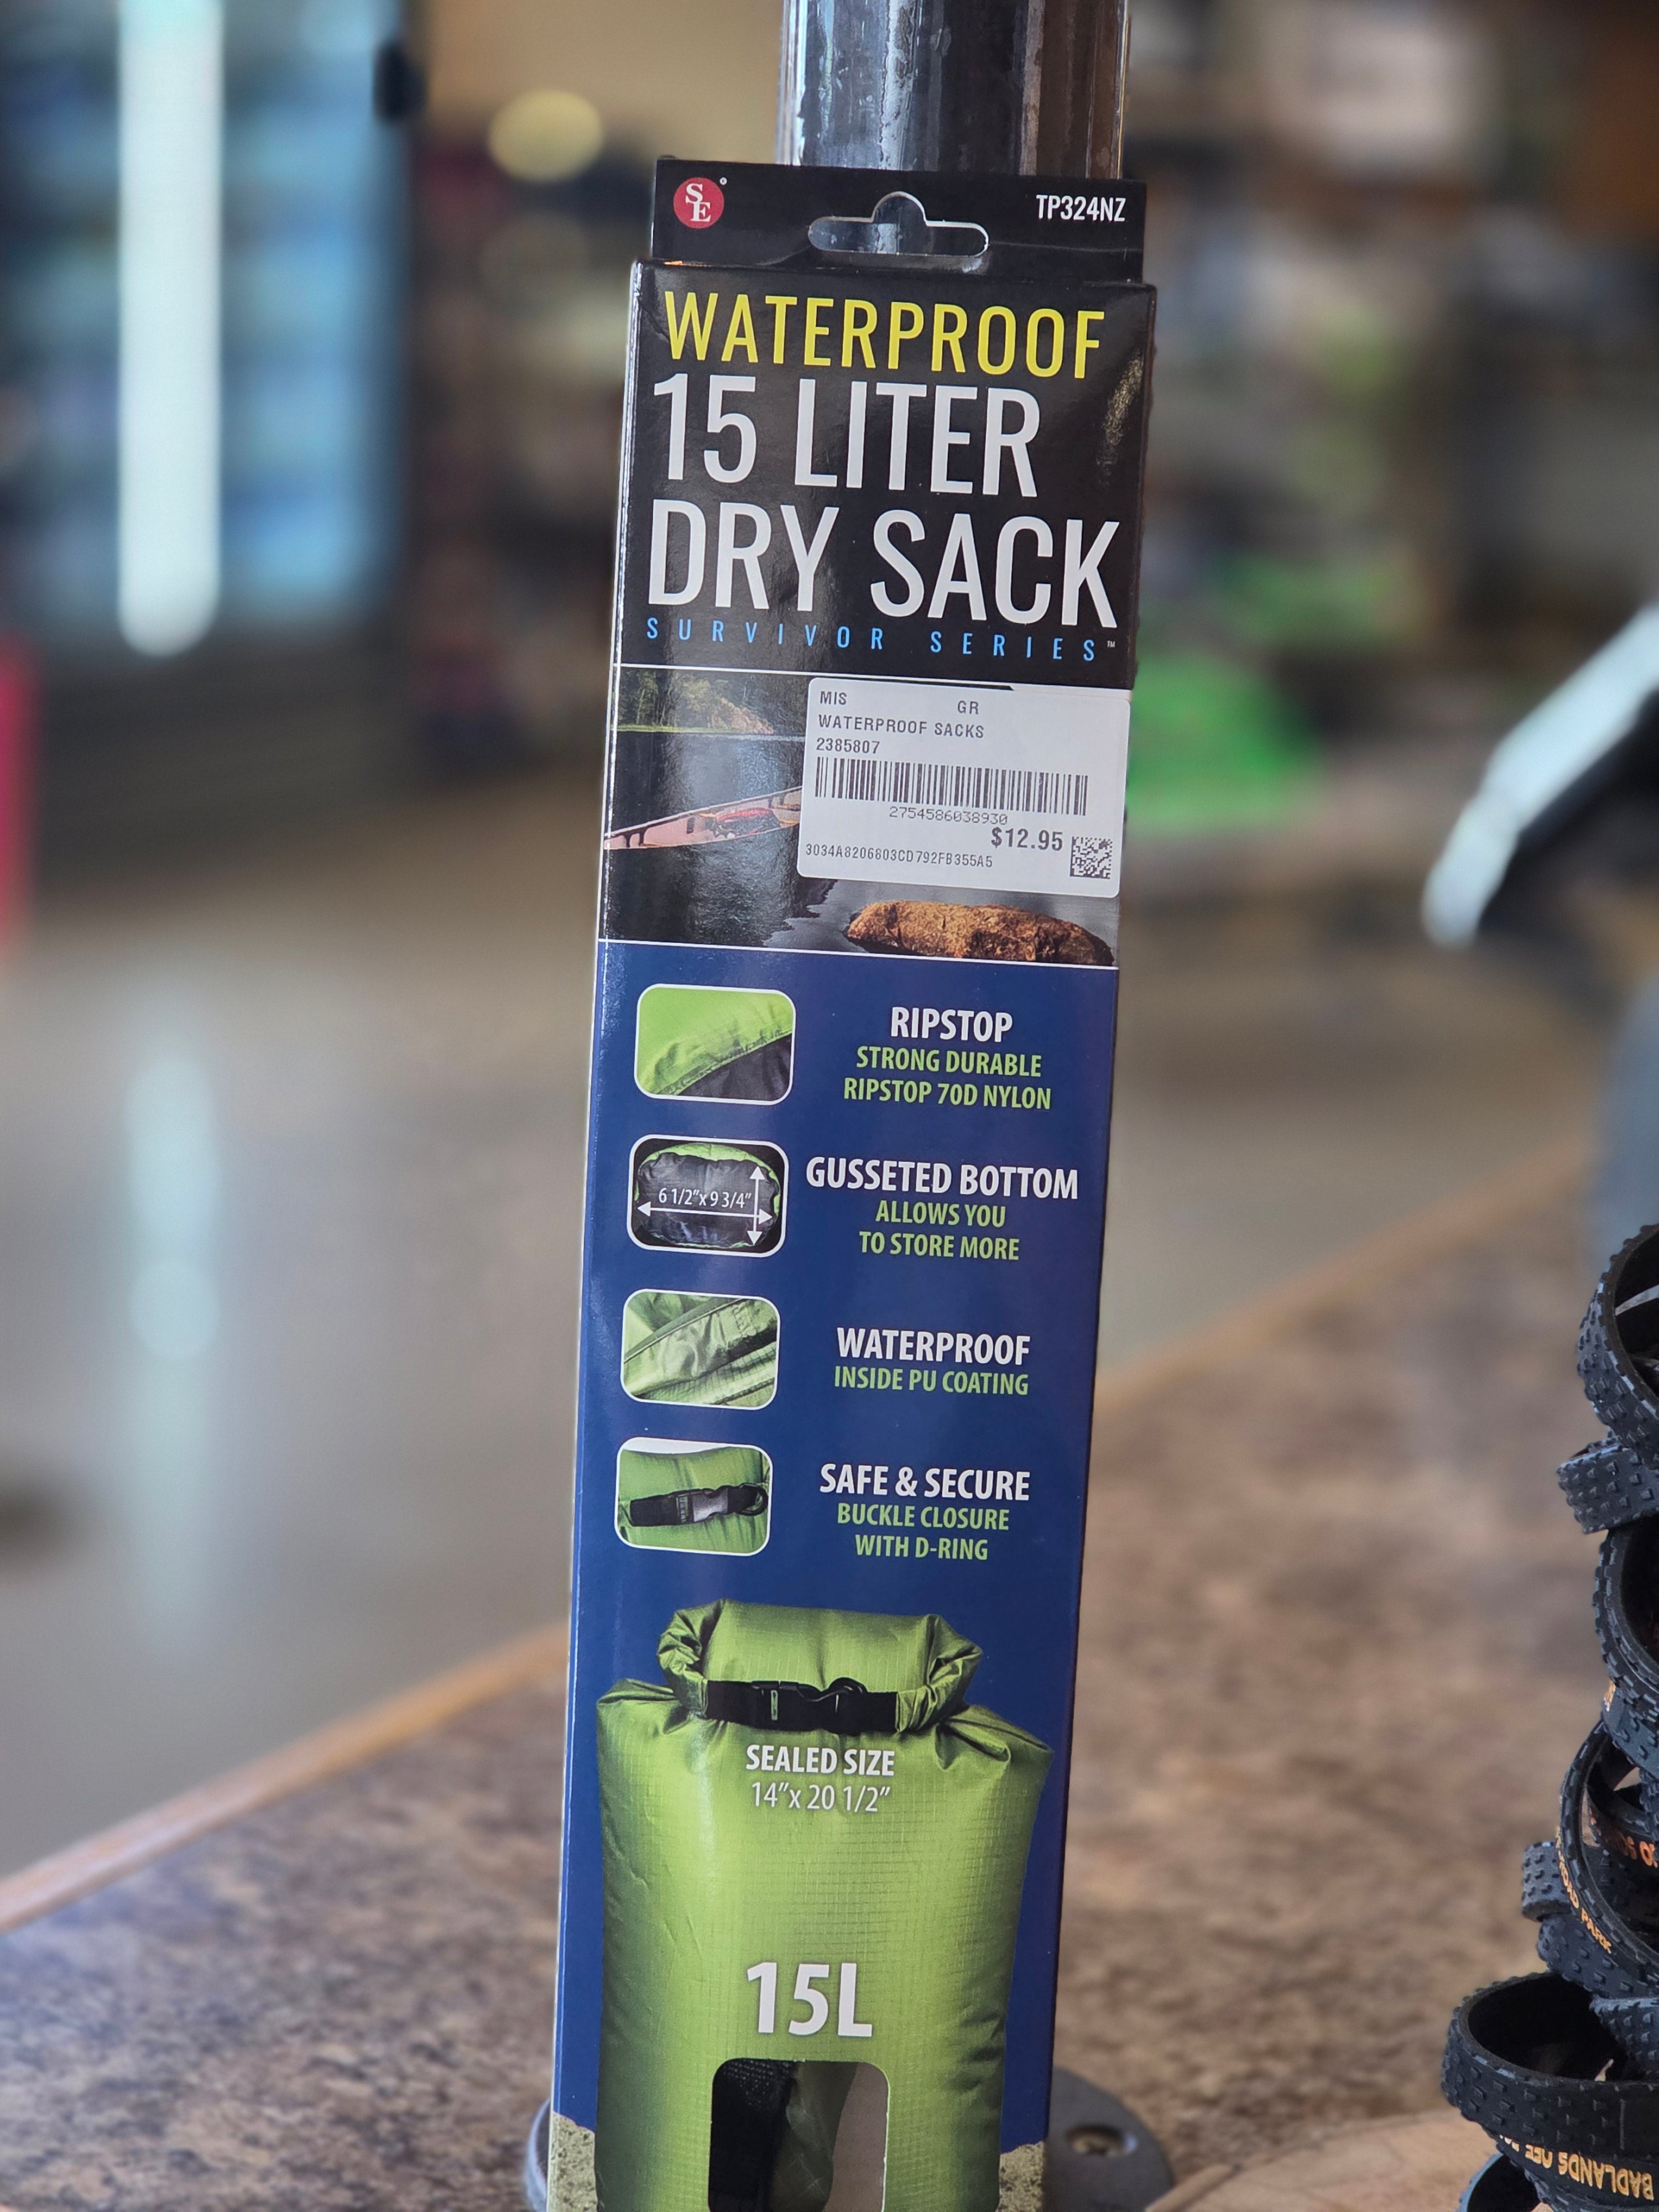 SE
TP324NZ
WATERPROOF
15 LITER
DRY SACK
SURVIVOR SERIES™
MIS GR
WATERPROOF SACKS
2385807
2754586038930
$12.95
3034A8206803CD792FB355A5
RIPSTOP
STRONG DURABLE
RIPSTOP 70D NYLON
6 1/2"x 9 3/4"
GUSSETED BOTTOM
ALLOWS YOU
TO STORE MORE
WATERPROOF
INSIDE PU COATING
SAFE & SECURE
BUCKLE CLOSURE
WITH D-RING
SEALED SIZE
14"x 20 1/2"
15L
BADLANDS